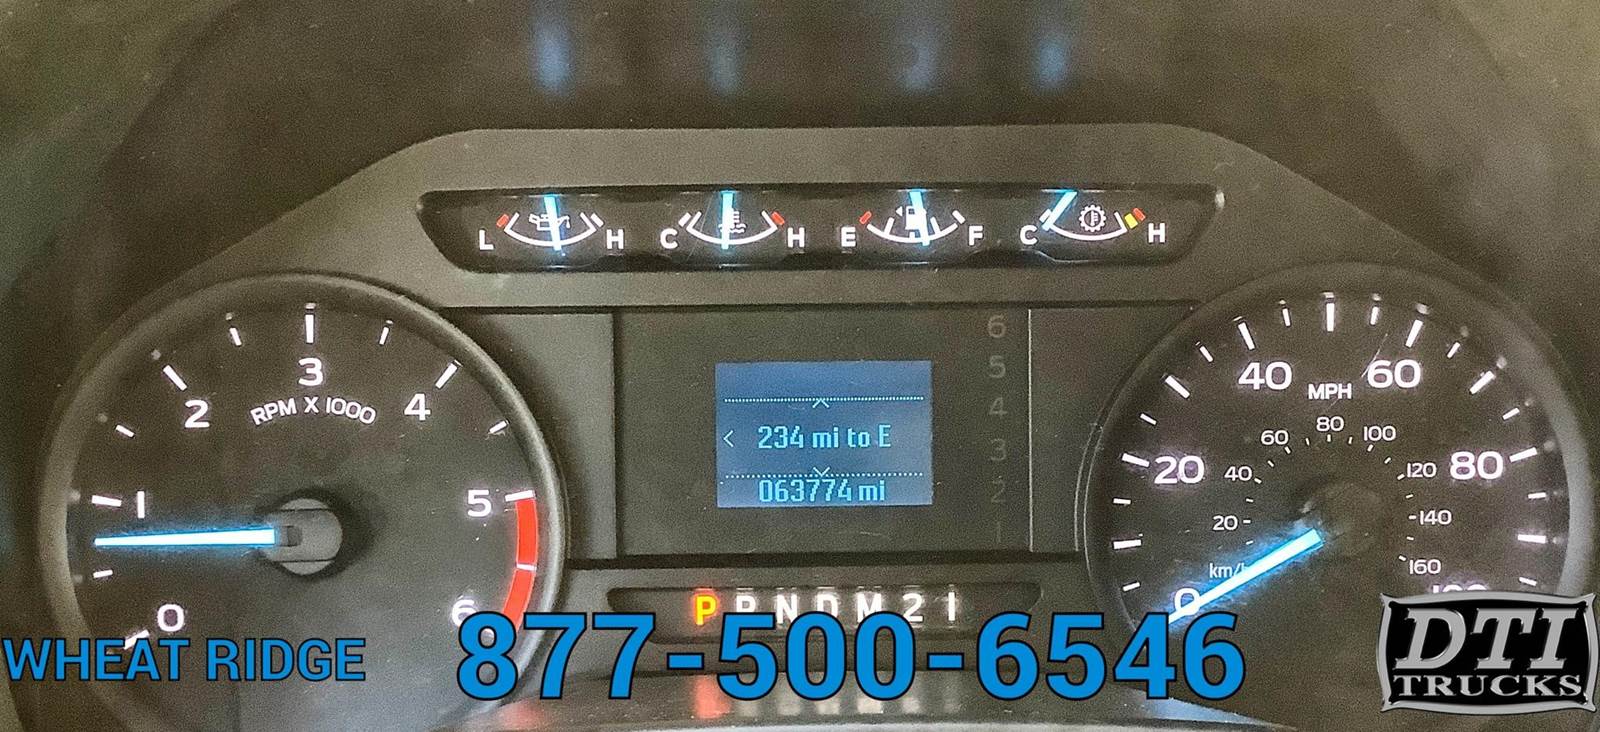 L H C H E F C H
6
5
4
3
2
1
0 1 2 3 4 5 6
RPM X 1000
< 234 mi to E
063774 mi
0 20 40 60 80
MPH
20 40 60 80 100 120 140 160
P R N D M 2 1
WHEAT RIDGE
877-500-6546
DTI
TRUCKS